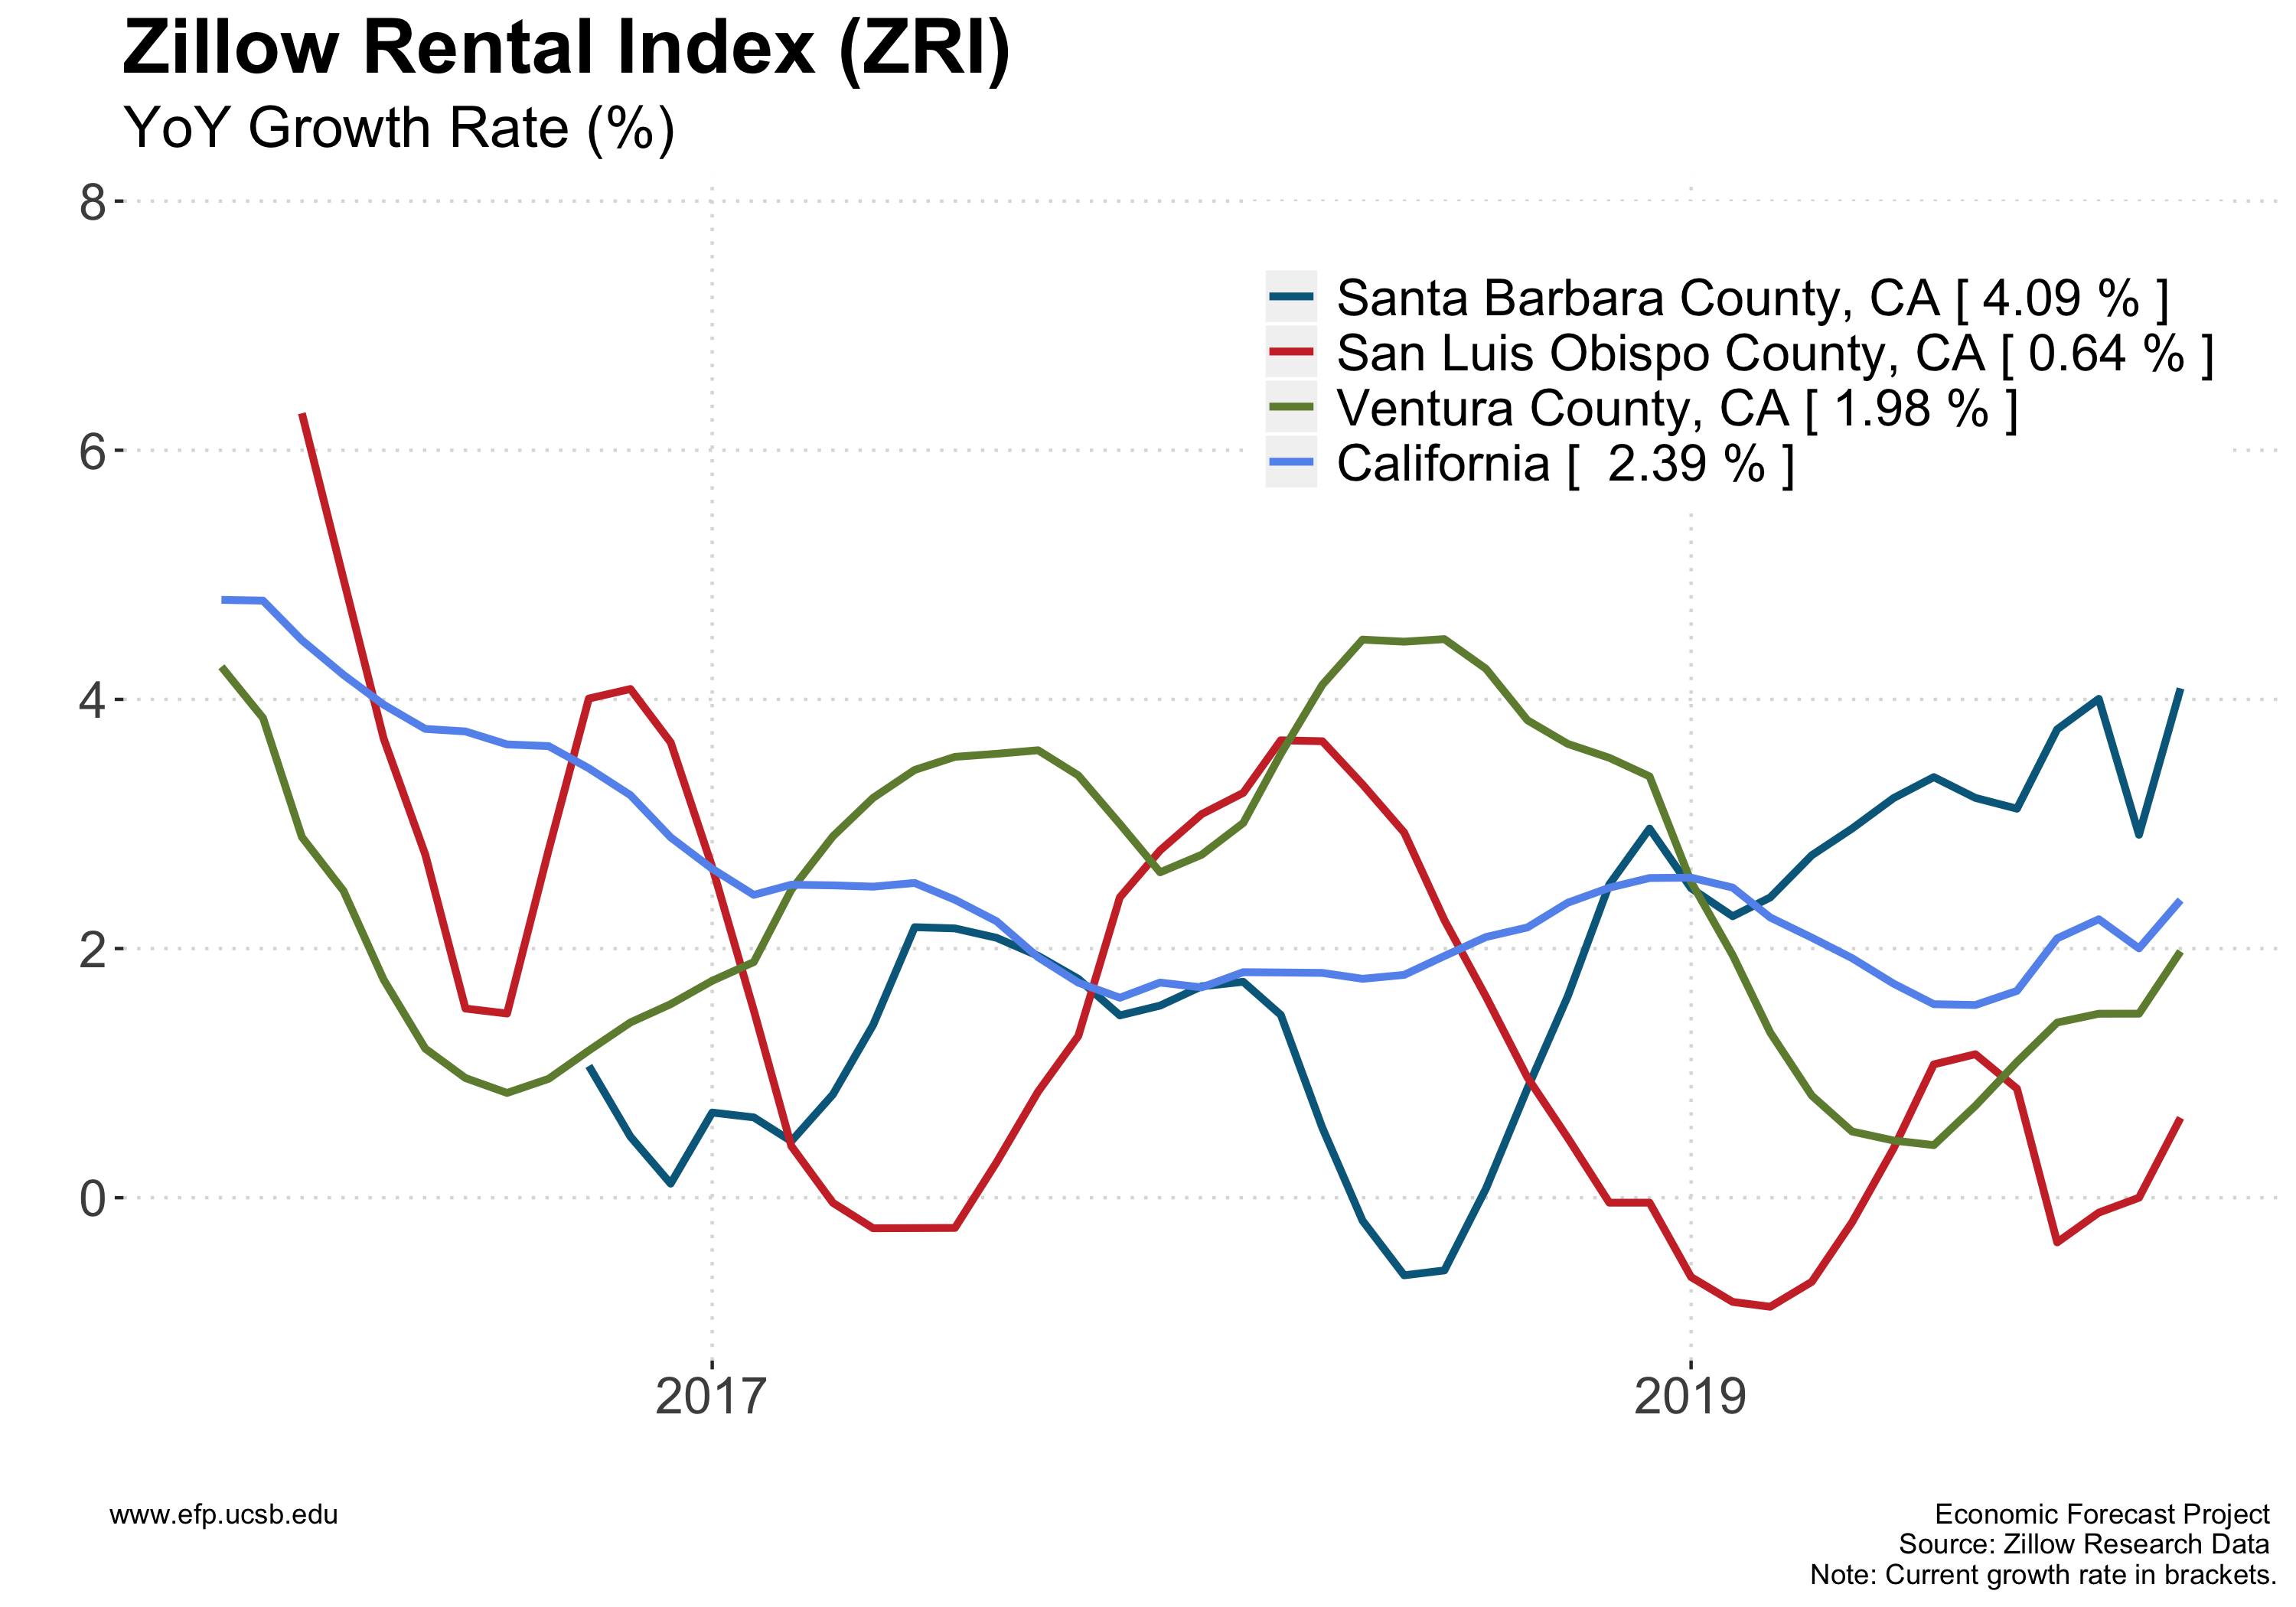 Zillow Rental Index (ZRI)
YoY Growth Rate (%)
8
6
4
2
0
Santa Barbara County, CA [ 4.09 % ]
San Luis Obispo County, CA [ 0.64 % ]
Ventura County, CA [ 1.98 % ]
California [  2.39 % ]
2017
2019
www.efp.ucsb.edu
Economic Forecast Project
Source: Zillow Research Data
Note: Current growth rate in brackets.